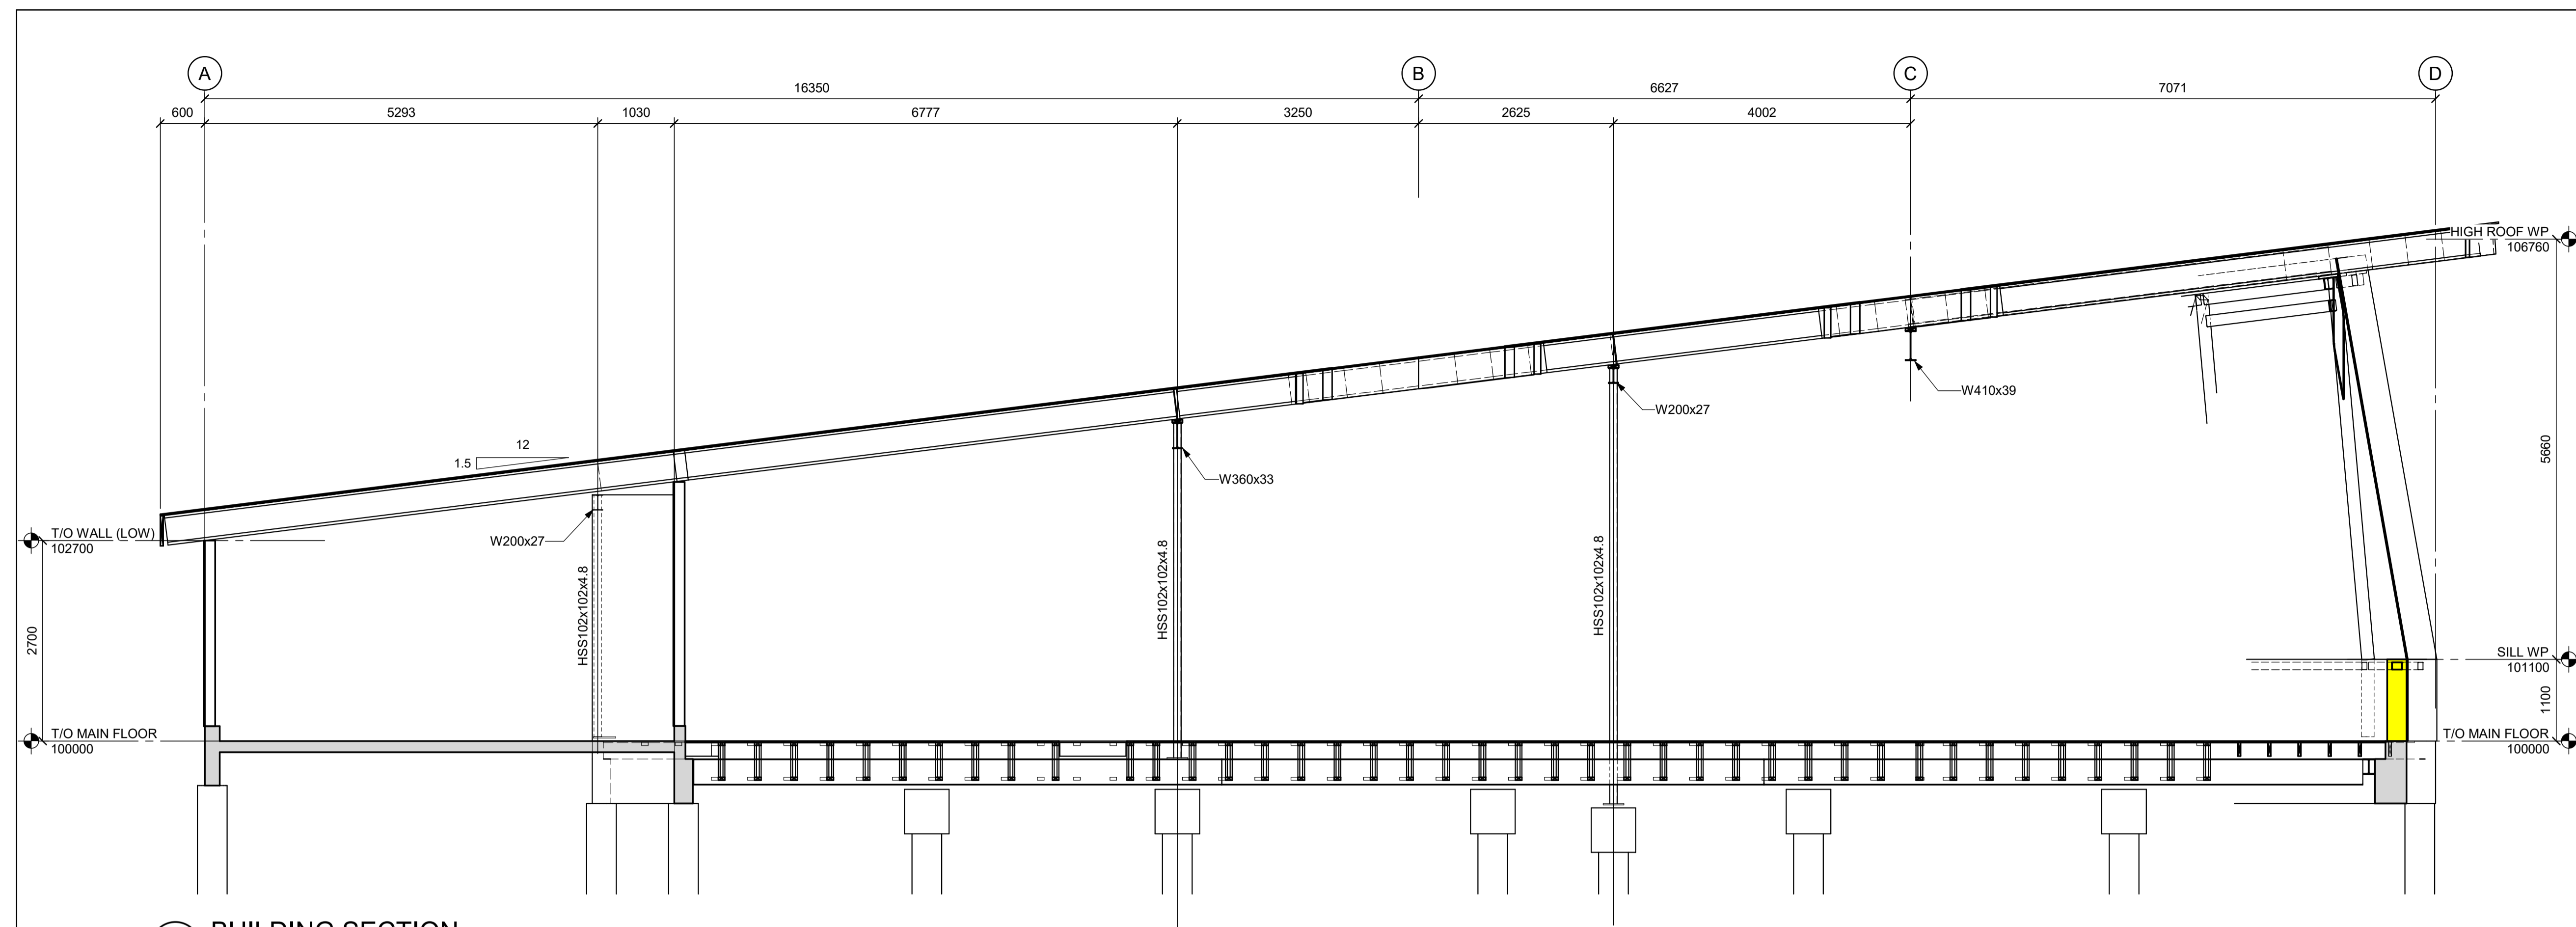 A
B
C
D
16350
6627
7071
600
5293
1030
6777
3250
2625
4002
HIGH ROOF WP
106760
W410x39
W200x27
12
1.5
5660
W360x33
T/O WALL (LOW)
102700
W200x27
HSS102x102x4.8
HSS102x102x4.8
HSS102x102x4.8
2700
SILL WP
101100
1100
T/O MAIN FLOOR
100000
T/O MAIN FLOOR
100000
BUILDING SECTION